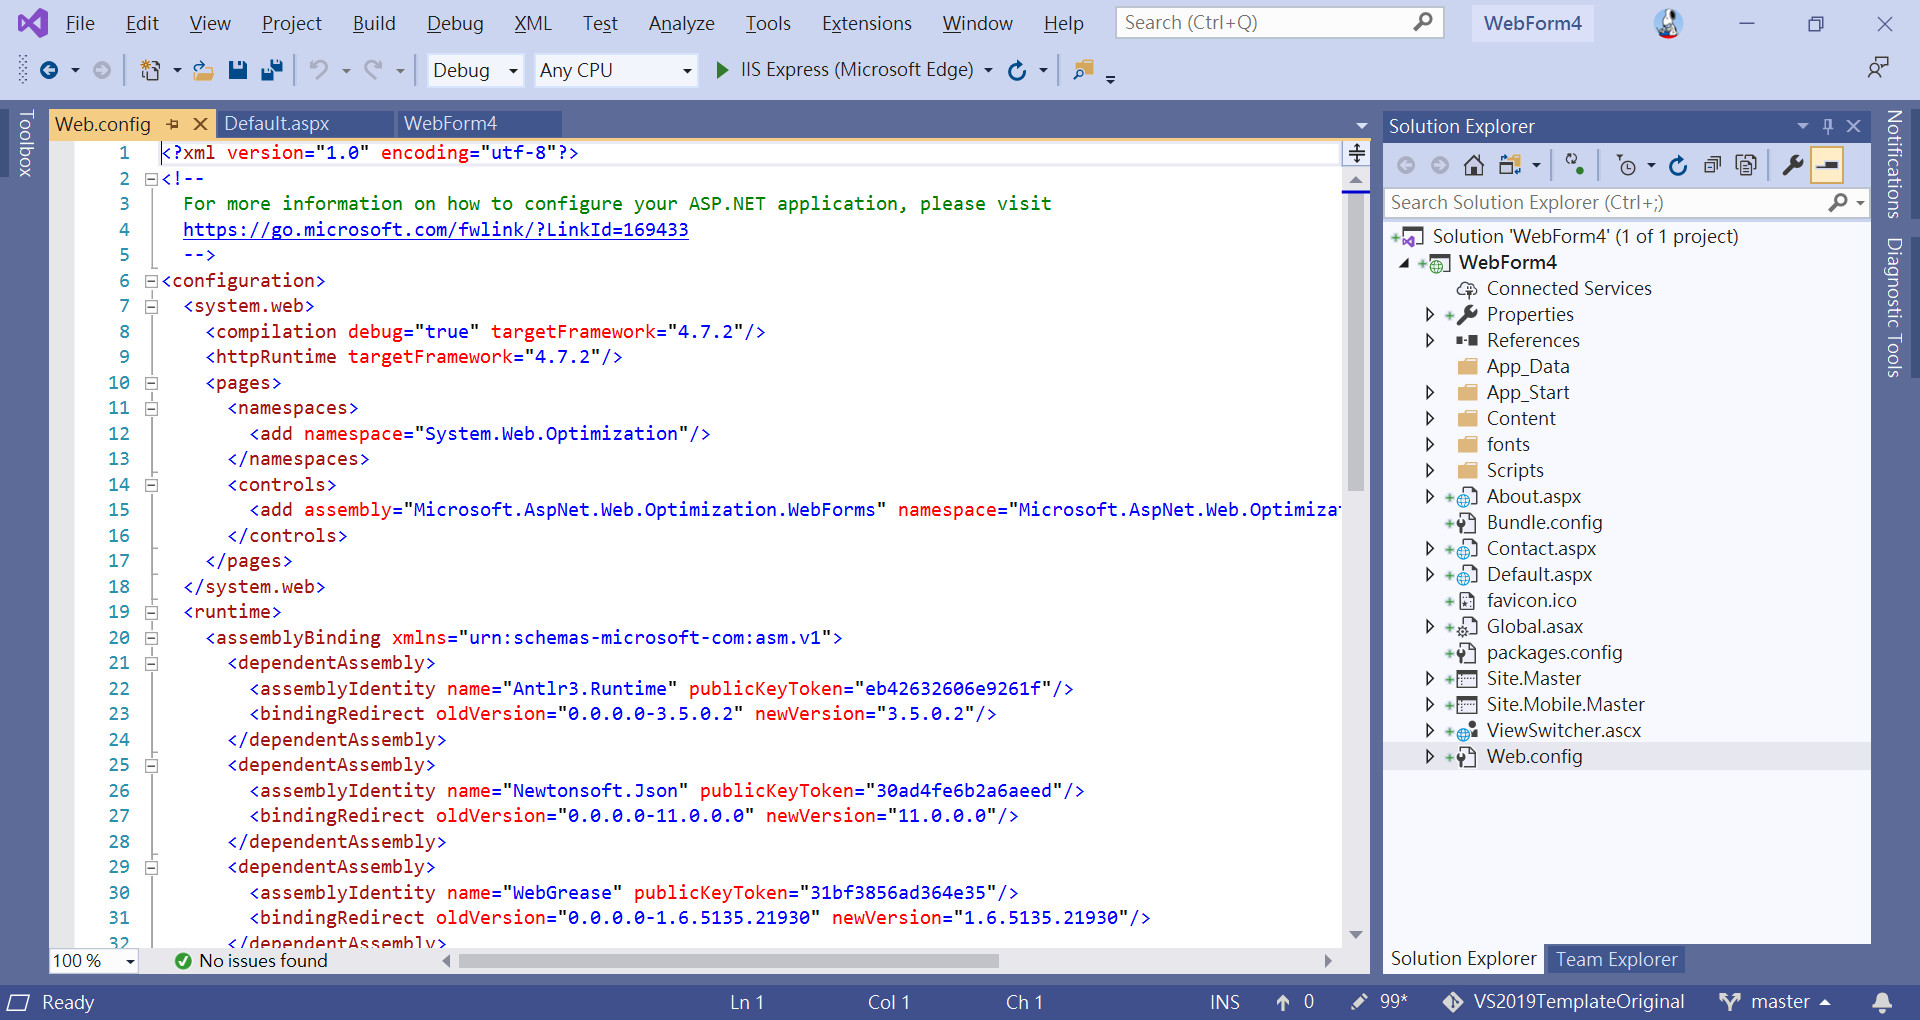 File Edit View Project Build Debug XML Test Analyze Tools Extensions Window Help Search (Ctrl+Q) WebForm4
Debug Any CPU IIS Express (Microsoft Edge)
Toolbox
Web.config Default.aspx WebForm4
1 <?xml version="1.0" encoding="utf-8"?>
2 <!--
3 For more information on how to configure your ASP.NET application, please visit
4 https://go.microsoft.com/fwlink/?LinkId=169433
5 -->
6 <configuration>
7 <system.web>
8 <compilation debug="true" targetFramework="4.7.2"/>
9 <httpRuntime targetFramework="4.7.2"/>
10 <pages>
11 <namespaces>
12 <add namespace="System.Web.Optimization"/>
13 </namespaces>
14 <controls>
15 <add assembly="Microsoft.AspNet.Web.Optimization.WebForms" namespace="Microsoft.AspNet.Web.Optimizat
16 </controls>
17 </pages>
18 </system.web>
19 <runtime>
20 <assemblyBinding xmlns="urn:schemas-microsoft-com:asm.v1">
21 <dependentAssembly>
22 <assemblyIdentity name="Antlr3.Runtime" publicKeyToken="eb42632606e9261f"/>
23 <bindingRedirect oldVersion="0.0.0.0-3.5.0.2" newVersion="3.5.0.2"/>
24 </dependentAssembly>
25 <dependentAssembly>
26 <assemblyIdentity name="Newtonsoft.Json" publicKeyToken="30ad4fe6b2a6aeed"/>
27 <bindingRedirect oldVersion="0.0.0.0-11.0.0.0" newVersion="11.0.0.0"/>
28 </dependentAssembly>
29 <dependentAssembly>
30 <assemblyIdentity name="WebGrease" publicKeyToken="31bf3856ad364e35"/>
31 <bindingRedirect oldVersion="0.0.0.0-1.6.5135.21930" newVersion="1.6.5135.21930"/>
32 </dependentAssembly>
100 % No issues found
Solution Explorer
Search Solution Explorer (Ctrl+;)
Solution 'WebForm4' (1 of 1 project)
WebForm4
Connected Services
Properties
References
App_Data
App_Start
Content
fonts
Scripts
About.aspx
Bundle.config
Contact.aspx
Default.aspx
favicon.ico
Global.asax
packages.config
Site.Master
Site.Mobile.Master
ViewSwitcher.ascx
Web.config
Solution Explorer Team Explorer
Notifications
Diagnostic Tools
Ready Ln 1 Col 1 Ch 1 INS 0 99* VS2019TemplateOriginal master